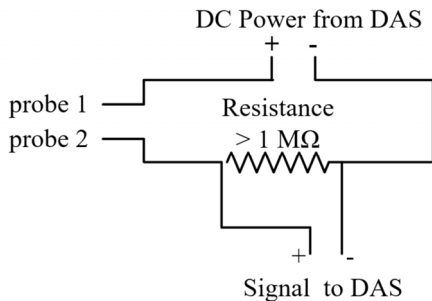 DC Power from DAS
+ -
probe 1
probe 2
Resistance
> 1 MΩ
+ -
Signal to DAS